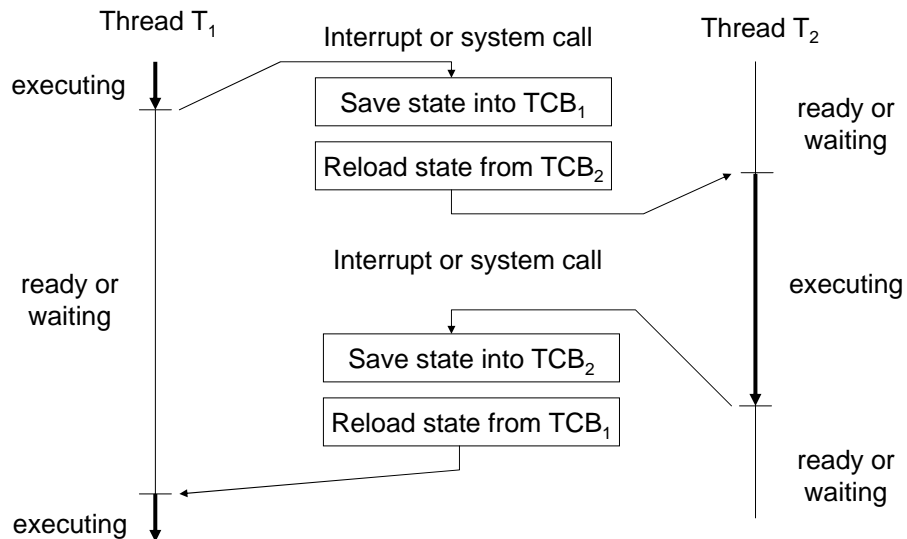 Thread T₁
Interrupt or system call
Thread T₂
executing
Save state into TCB₁
ready or
waiting
Reload state from TCB₂
Interrupt or system call
ready or
waiting
executing
Save state into TCB₂
Reload state from TCB₁
ready or
waiting
executing